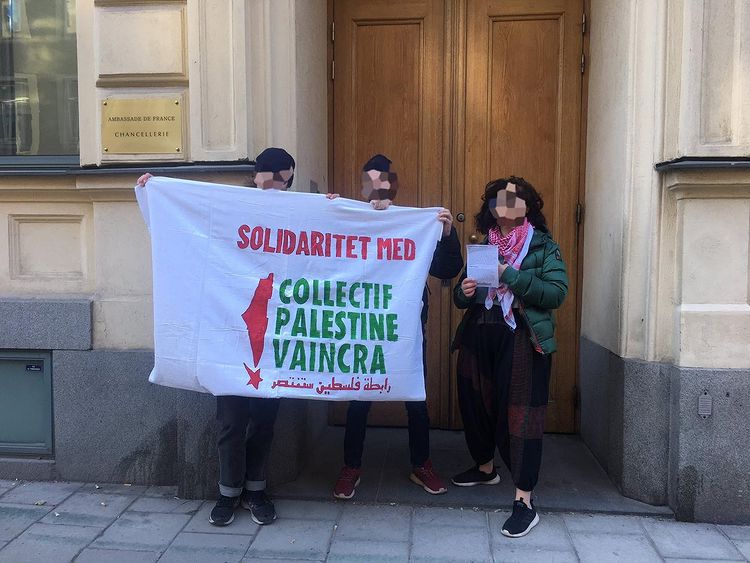 AMBASSADE DE FRANCE
CHANCELLERIE
SOLIDARITET MED
COLLECTIF
PALESTINE
VAINCRA
رابطة فلسطين ستنتصر